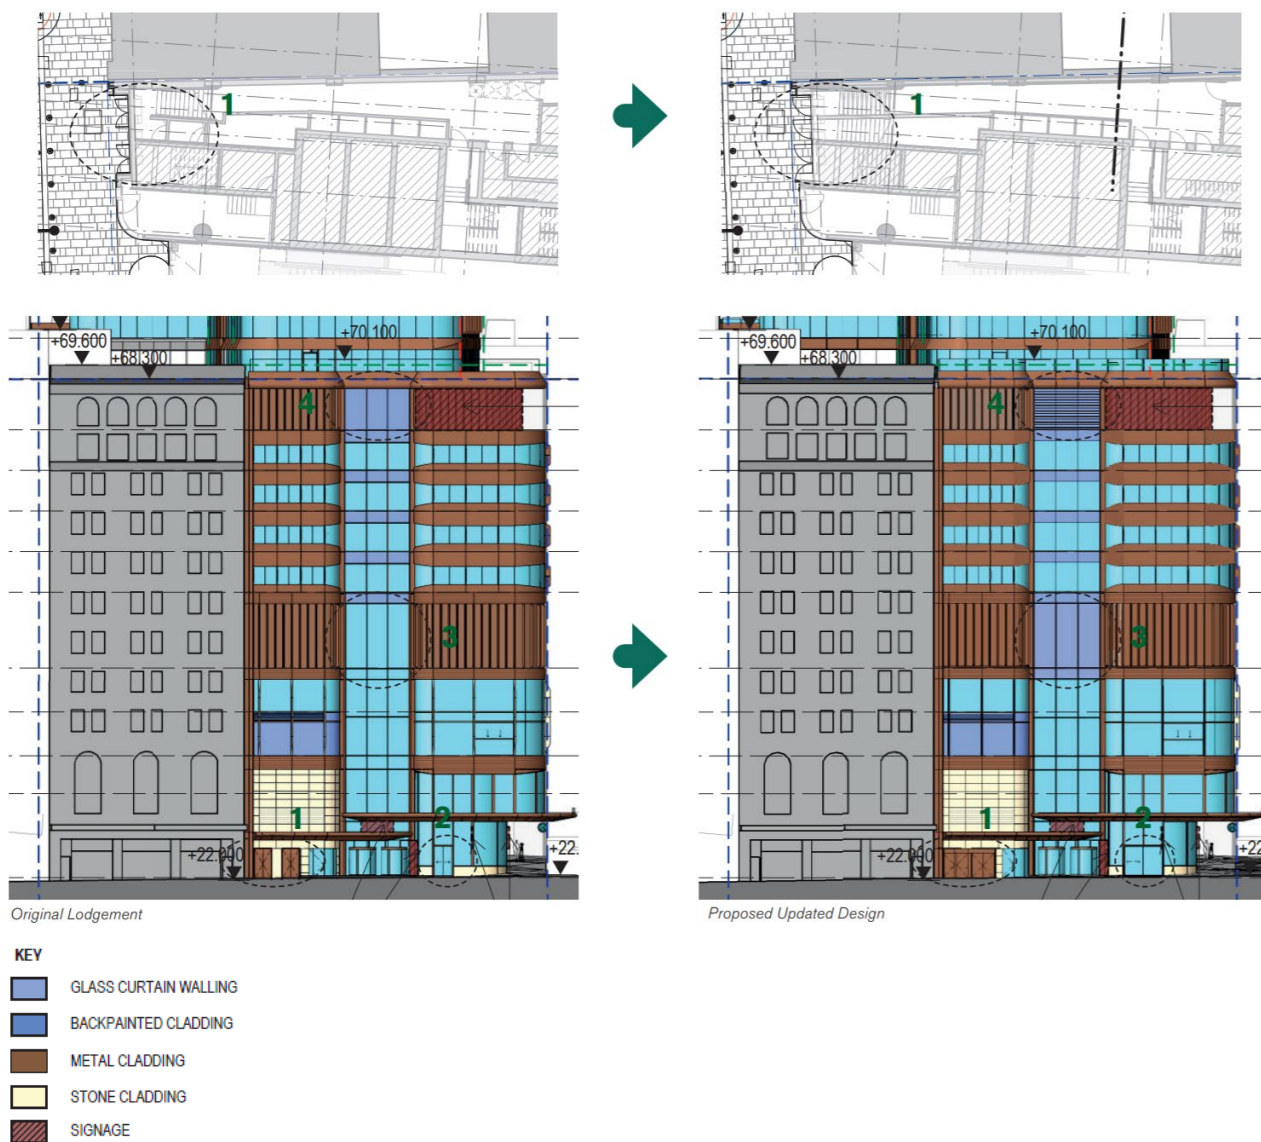 1
1
+69.600
+70.100
+68.300
4
3
1
2
+22.000
+22.
+69.600
+70.100
+68.300
4
3
1
2
+22.000
+22
Original Lodgement
Proposed Updated Design
KEY
GLASS CURTAIN WALLING
BACKPAINTED CLADDING
METAL CLADDING
STONE CLADDING
SIGNAGE